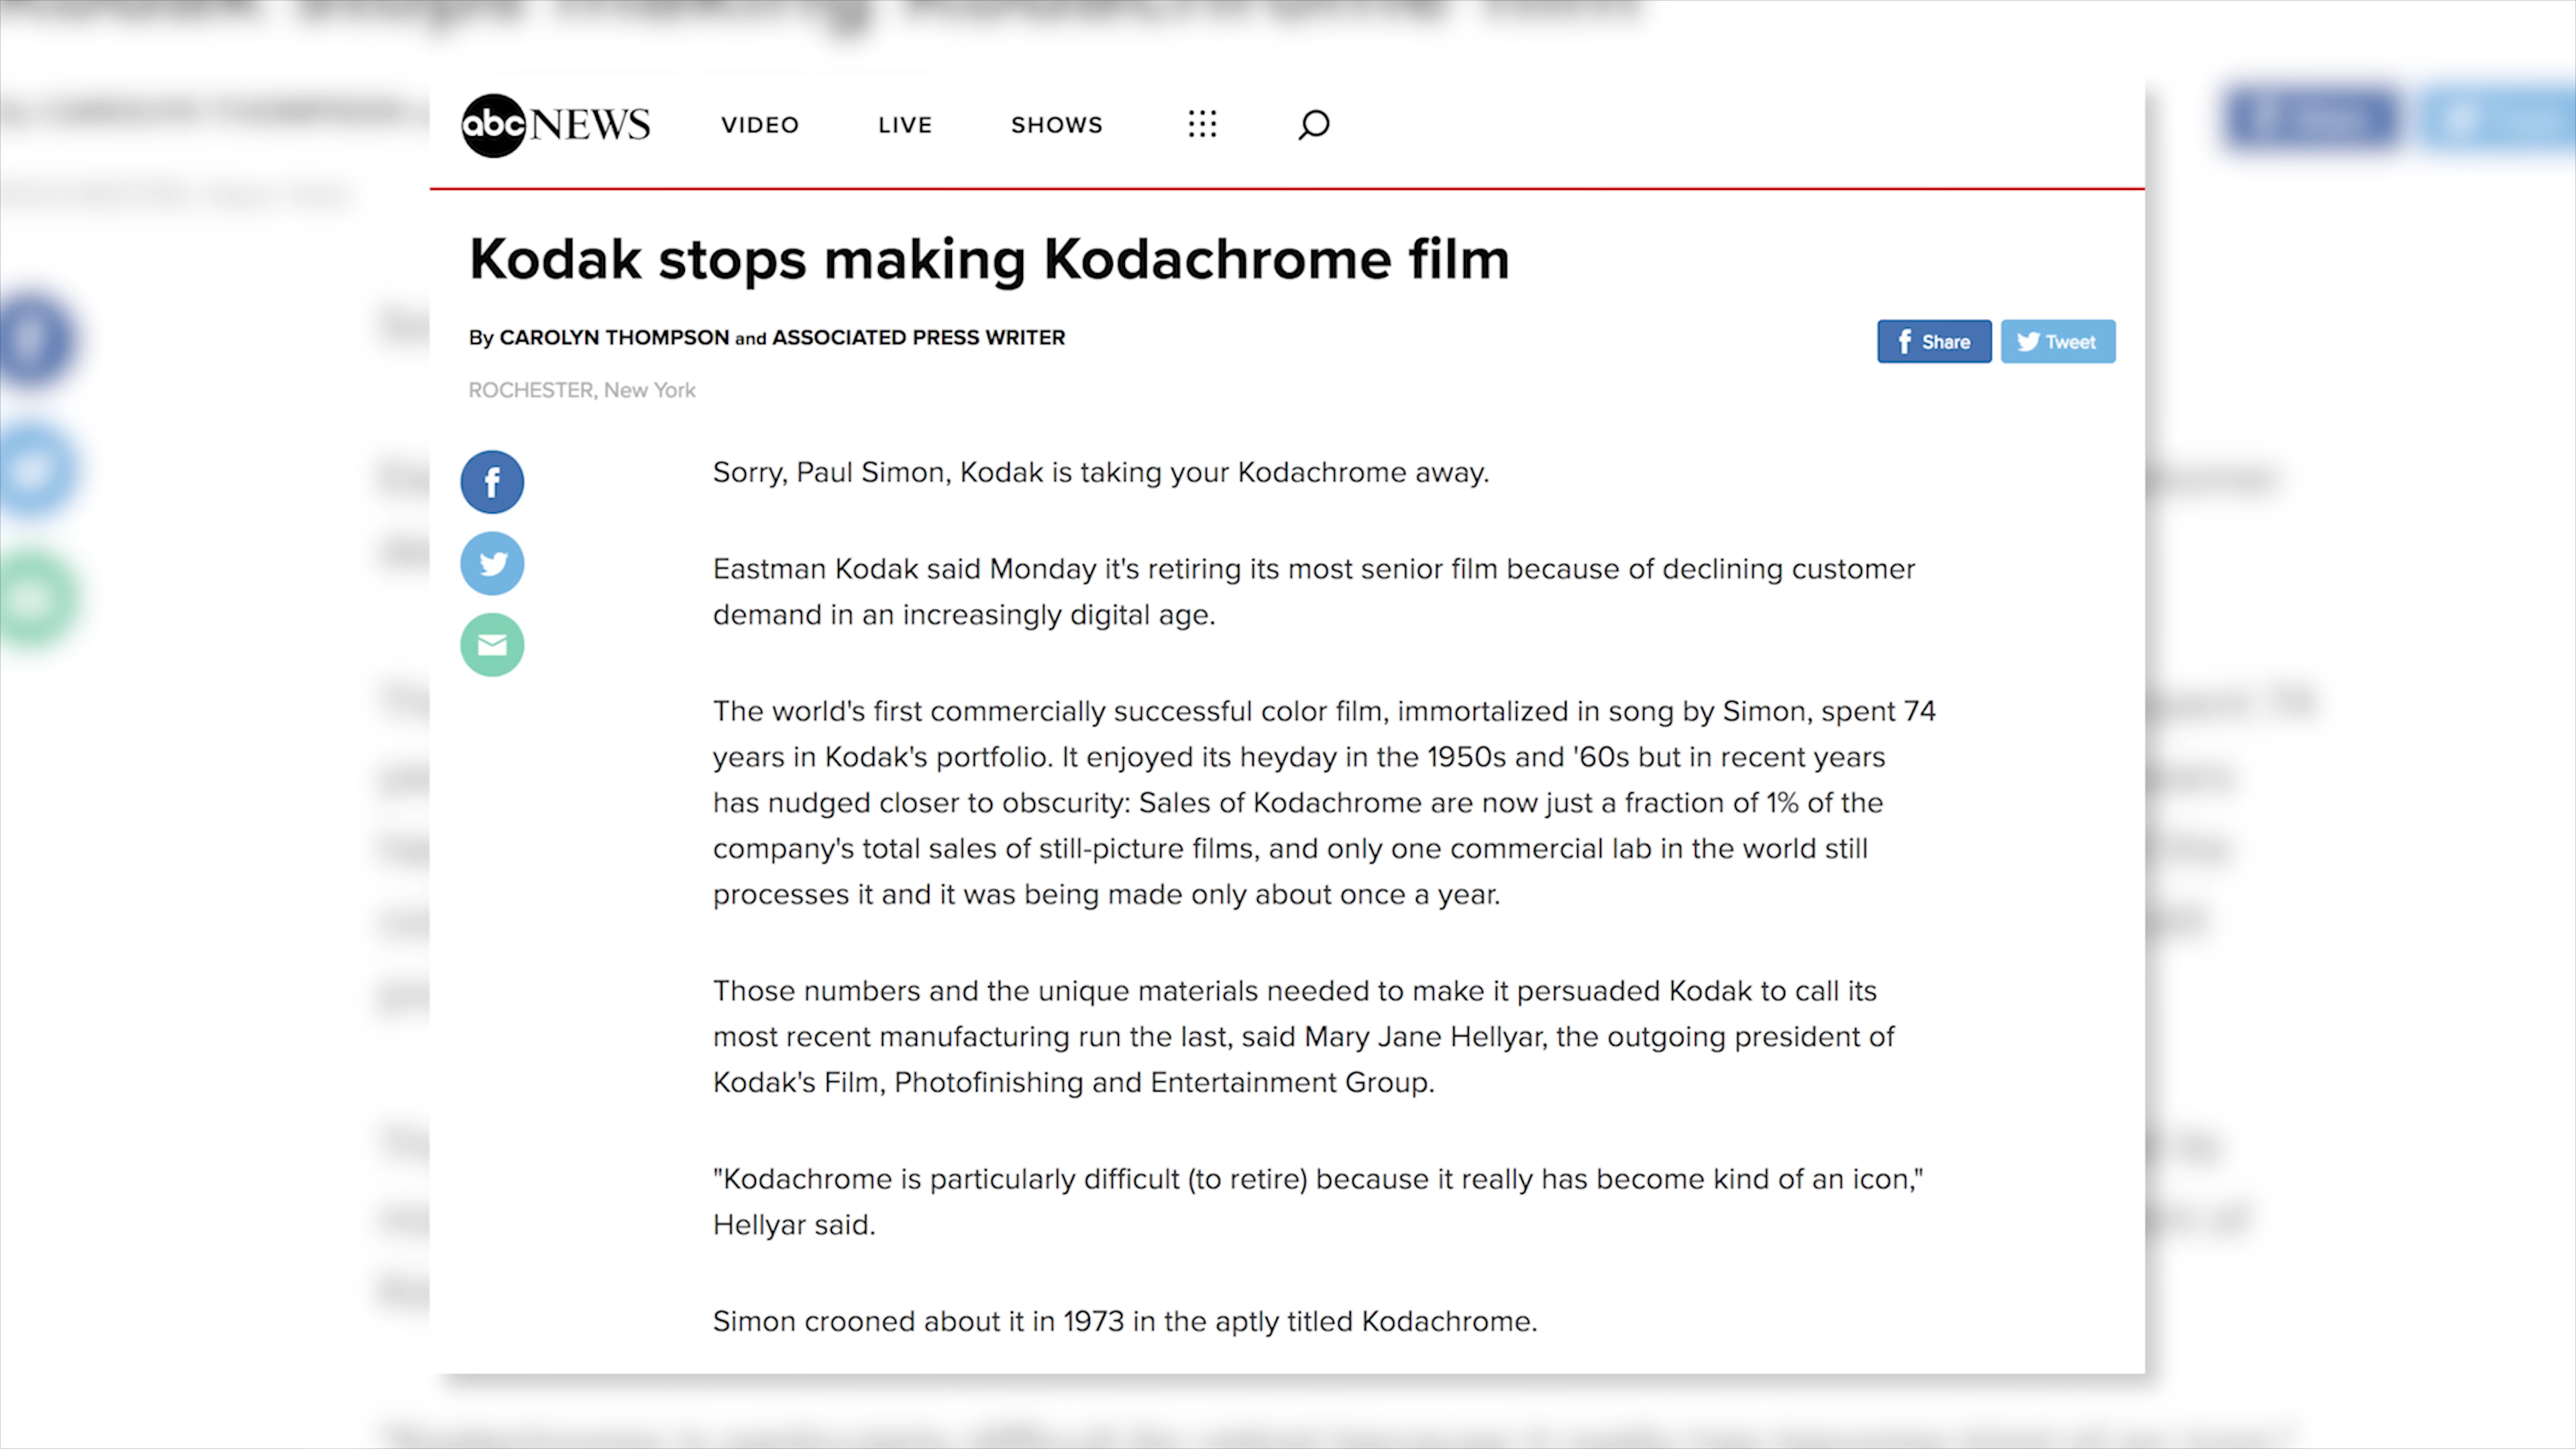 Kodak stops making Kodachrome film
abc NEWS
VIDEO
LIVE
SHOWS
Kodak stops making Kodachrome film
By CAROLYN THOMPSON and ASSOCIATED PRESS WRITER
Share
Tweet
ROCHESTER, New York
Sorry, Paul Simon, Kodak is taking your Kodachrome away.
Eastman Kodak said Monday it's retiring its most senior film because of declining customer
demand in an increasingly digital age.
The world's first commercially successful color film, immortalized in song by Simon, spent 74
years in Kodak's portfolio. It enjoyed its heyday in the 1950s and '60s but in recent years
has nudged closer to obscurity: Sales of Kodachrome are now just a fraction of 1% of the
company's total sales of still-picture films, and only one commercial lab in the world still
processes it and it was being made only about once a year.
Those numbers and the unique materials needed to make it persuaded Kodak to call its
most recent manufacturing run the last, said Mary Jane Hellyar, the outgoing president of
Kodak's Film, Photofinishing and Entertainment Group.
"Kodachrome is particularly difficult (to retire) because it really has become kind of an icon,"
Hellyar said.
Simon crooned about it in 1973 in the aptly titled Kodachrome.